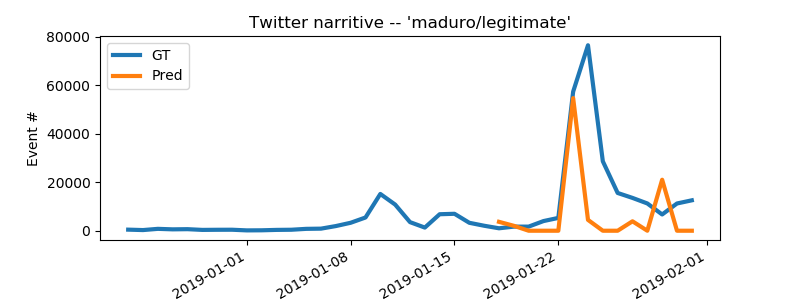 Twitter narritive -- 'maduro/legitimate'
GT
Pred
Event #
80000
60000
40000
20000
0
2019-01-01
2019-01-08
2019-01-15
2019-01-22
2019-02-01